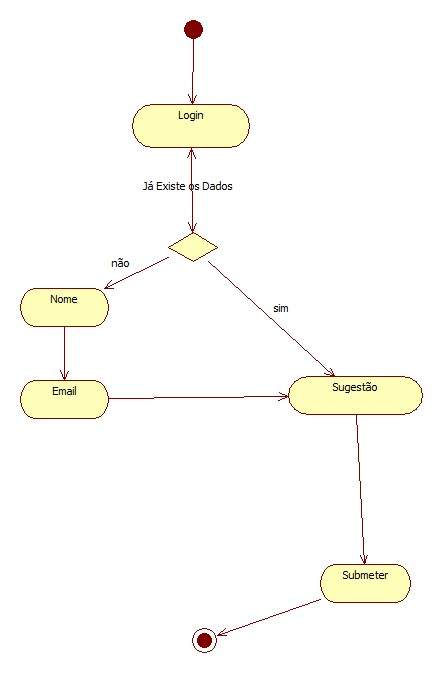 Login
Já Existe os Dados
não
Nome
sim
Email
Sugestão
Submeter